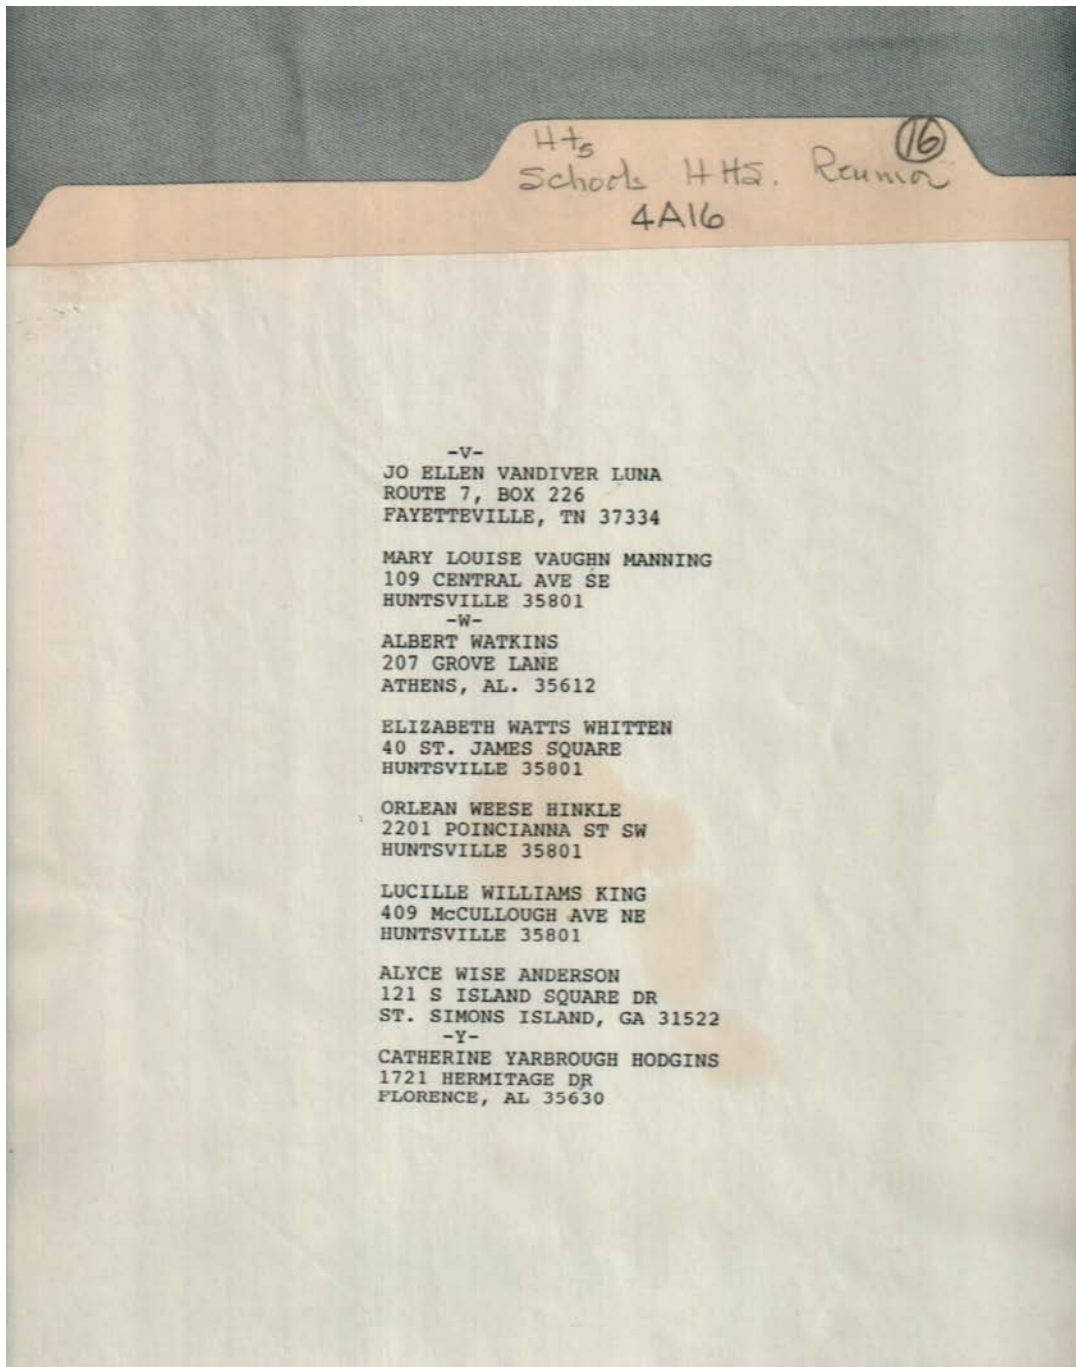 Hts
Schools HHS. Reunion
16
4A16
-V-
JO ELLEN VANDIVER LUNA
ROUTE 7, BOX 226
FAYETTEVILLE, TN 37334
MARY LOUISE VAUGHN MANNING
109 CENTRAL AVE SE
HUNTSVILLE 35801
-W-
ALBERT WATKINS
207 GROVE LANE
ATHENS, AL. 35612
ELIZABETH WATTS WHITTEN
40 ST. JAMES SQUARE
HUNTSVILLE 35801
ORLEAN WEESE HINKLE
2201 POINCIANNA ST SW
HUNTSVILLE 35801
LUCILLE WILLIAMS KING
409 McCULLOUGH AVE NE
HUNTSVILLE 35801
ALYCE WISE ANDERSON
121 S ISLAND SQUARE DR
ST. SIMONS ISLAND, GA 31522
-Y-
CATHERINE YARBROUGH HODGINS
1721 HERMITAGE DR
FLORENCE, AL 35630